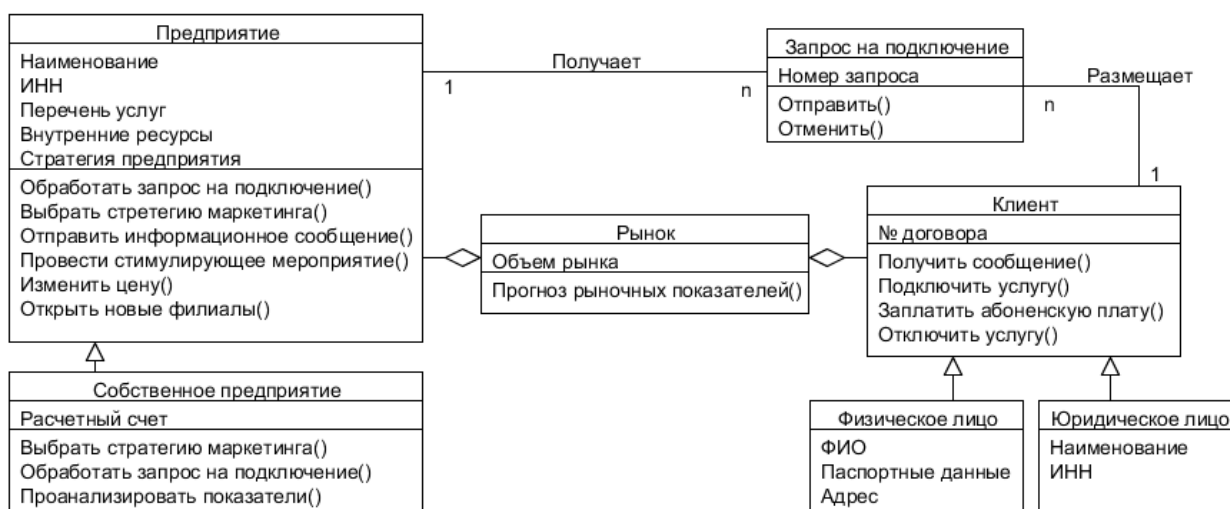 Предприятие
Наименование
ИНН
Перечень услуг
Внутренние ресурсы
Стратегия предприятия
Обработать запрос на подключение()
Выбрать стретегию маркетинга()
Отправить информационное сообщение()
Провести стимулирующее мероприятие()
Изменить цену()
Открыть новые филиалы()
Получает
1
n
Запрос на подключение
Номер запроса
Отправить()
Отменить()
Размещает
n
1
Рынок
Объем рынка
Прогноз рыночных показателей()
Клиент
№ договора
Получить сообщение()
Подключить услугу()
Заплатить абоненскую плату()
Отключить услугу()
Собственное предприятие
Расчетный счет
Выбрать стратегию маркетинга()
Обработать запрос на подключение()
Проанализировать показатели()
Физическое лицо
ФИО
Паспортные данные
Адрес
Юридическое лицо
Наименование
ИНН